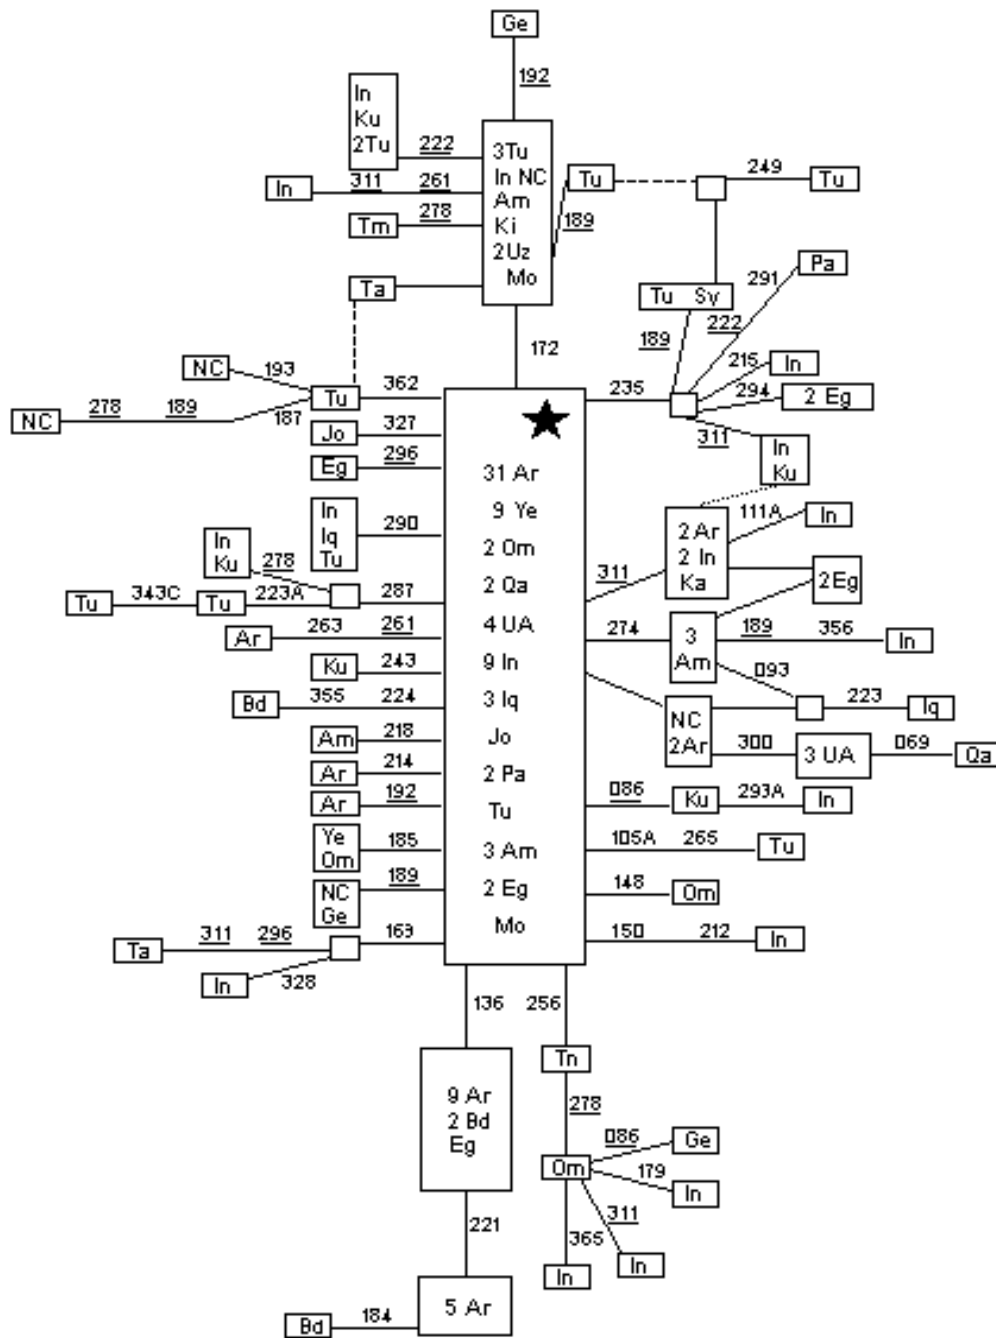 Ge
192
In
Ku
2Tu
222
3Tu
In NC
Am
Ki
2Uz
Mo
In
311 261
Tm
278
Ta
189
Tu
249
Tu
Tu Sy
291
Pa
222
189
172
NC
193
Tu
362
NC
278 189
187
235
215
In
294
2 Eg
311
In
Ku
Jo
327
Eg
296
In
Iq
Tu
290
In
Ku
278
Tu
343C
Tu
223A
287
Ar
263 261
Ku
243
Bd
355 224
Am
218
Ar
214
Ar
192
Ye
Om
185
NC
Ge
189
Ta
311 296
163
In
328
31 Ar
9 Ye
2 Om
2 Qa
4 UA
9 In
3 Iq
Jo
2 Pa
Tu
3 Am
2 Eg
Mo
311
2 Ar
2 In
Ka
111A
In
2Eg
274
3
Am
189 356
In
093
223
Iq
NC
2Ar
300
3 UA
069
Qa
086
Ku
293A
In
105A 265
Tu
148
Om
150 212
In
136
256
9 Ar
2 Bd
Eg
Tn
278
Om
086
Ge
179
In
311
In
365
In
221
5 Ar
184
Bd